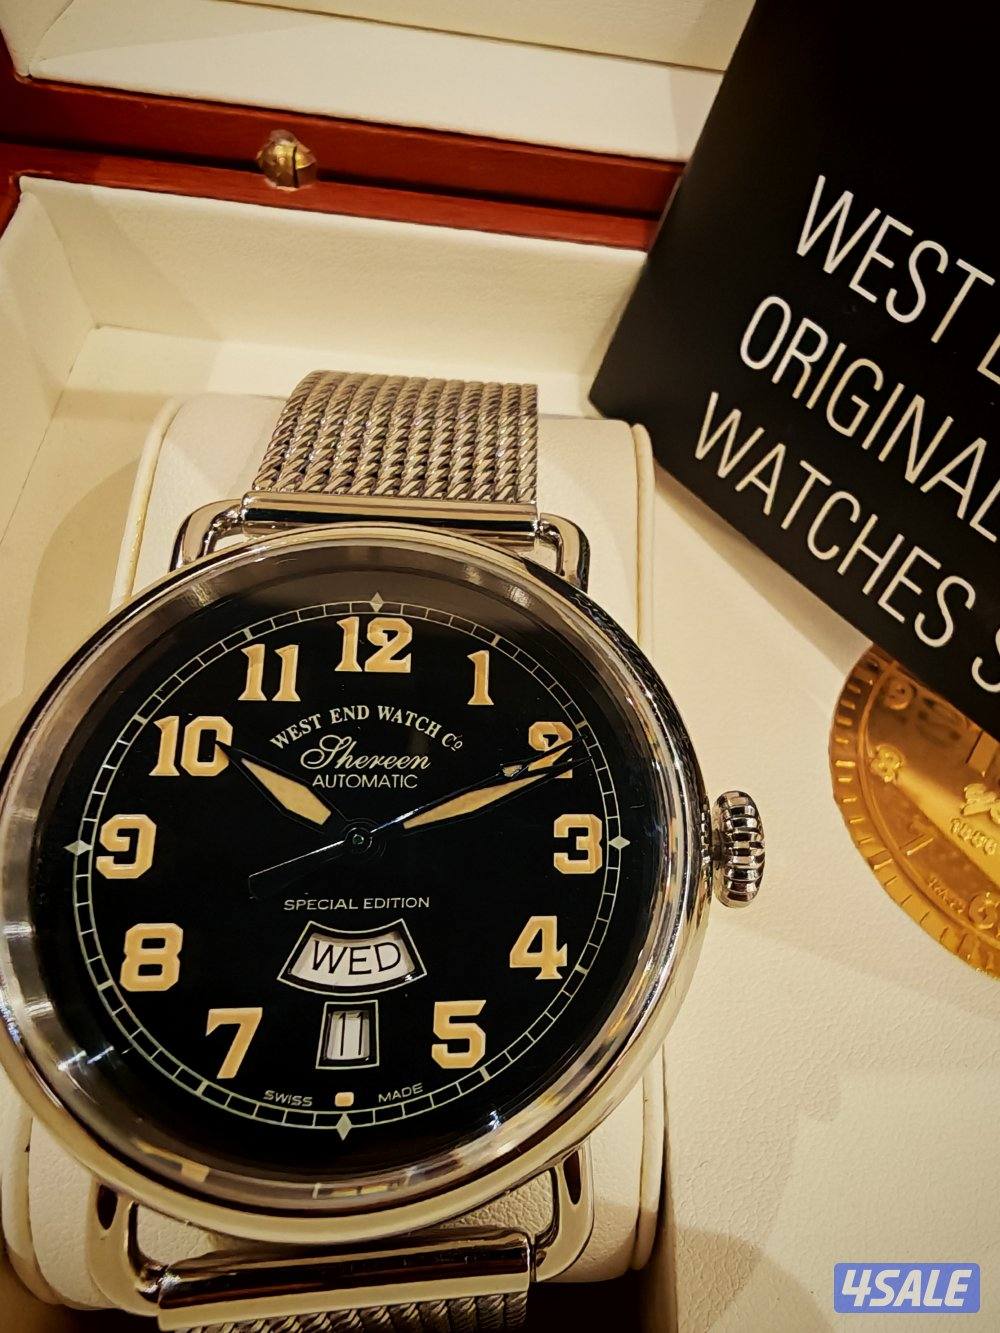 WEST
ORIGINAL
WATCHES S
12
11
1
10
2
WEST END WATCH Co
Shereen
AUTOMATIC
9
3
SPECIAL EDITION
8
4
WED
7
11
5
SWISS MADE
4SALE